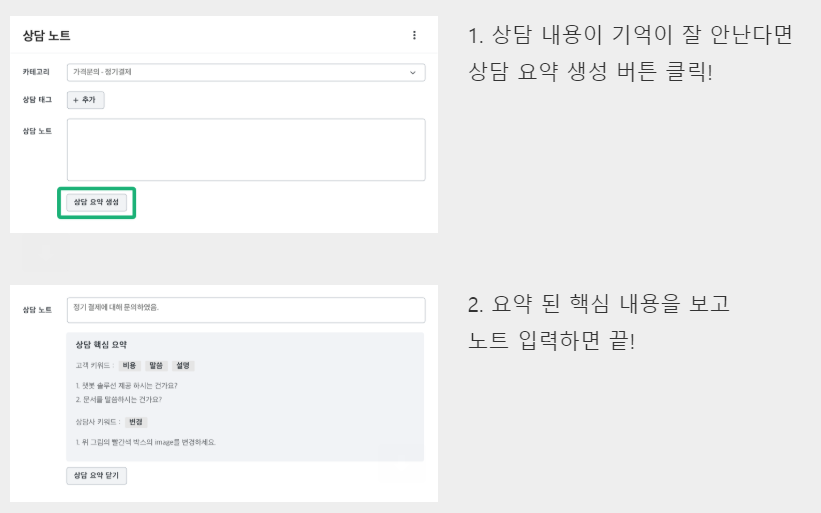 상담 노트
카테고리
가격문의 - 정기결제
상담 태그
+ 추가
상담 노트
상담 요약 생성
1. 상담 내용이 기억이 잘 안난다면
상담 요약 생성 버튼 클릭!
상담 노트
정기 결제에 대해 문의하였음.
상담 핵심 요약
고객 키워드 : 비용 말씀 설명
1. 챗봇 솔루션 제공 하시는 건가요?
2. 문서를 말씀하시는 건가요?
상담사 키워드 : 변경
1. 위 그림의 빨간색 박스의 image를 변경하세요.
상담 요약 닫기
2. 요약 된 핵심 내용을 보고
노트 입력하면 끝!